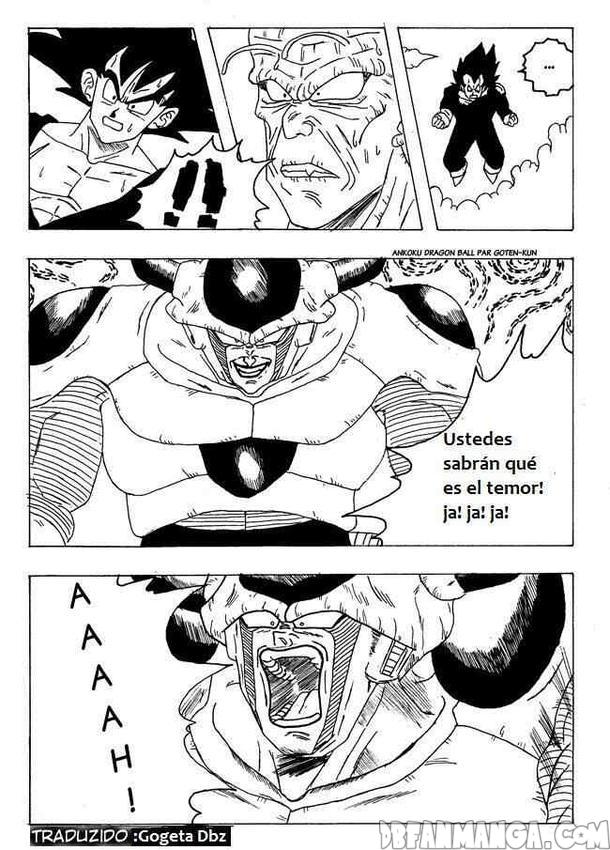 ...
!!
ANKOKU DRAGON BALL PAR GOTEN-KUN
Ustedes
sabrán qué
es el temor!
ja! ja! ja!
AAAAH!
TRADUZIDO :Gogeta Dbz
DBFANMANGA.COM